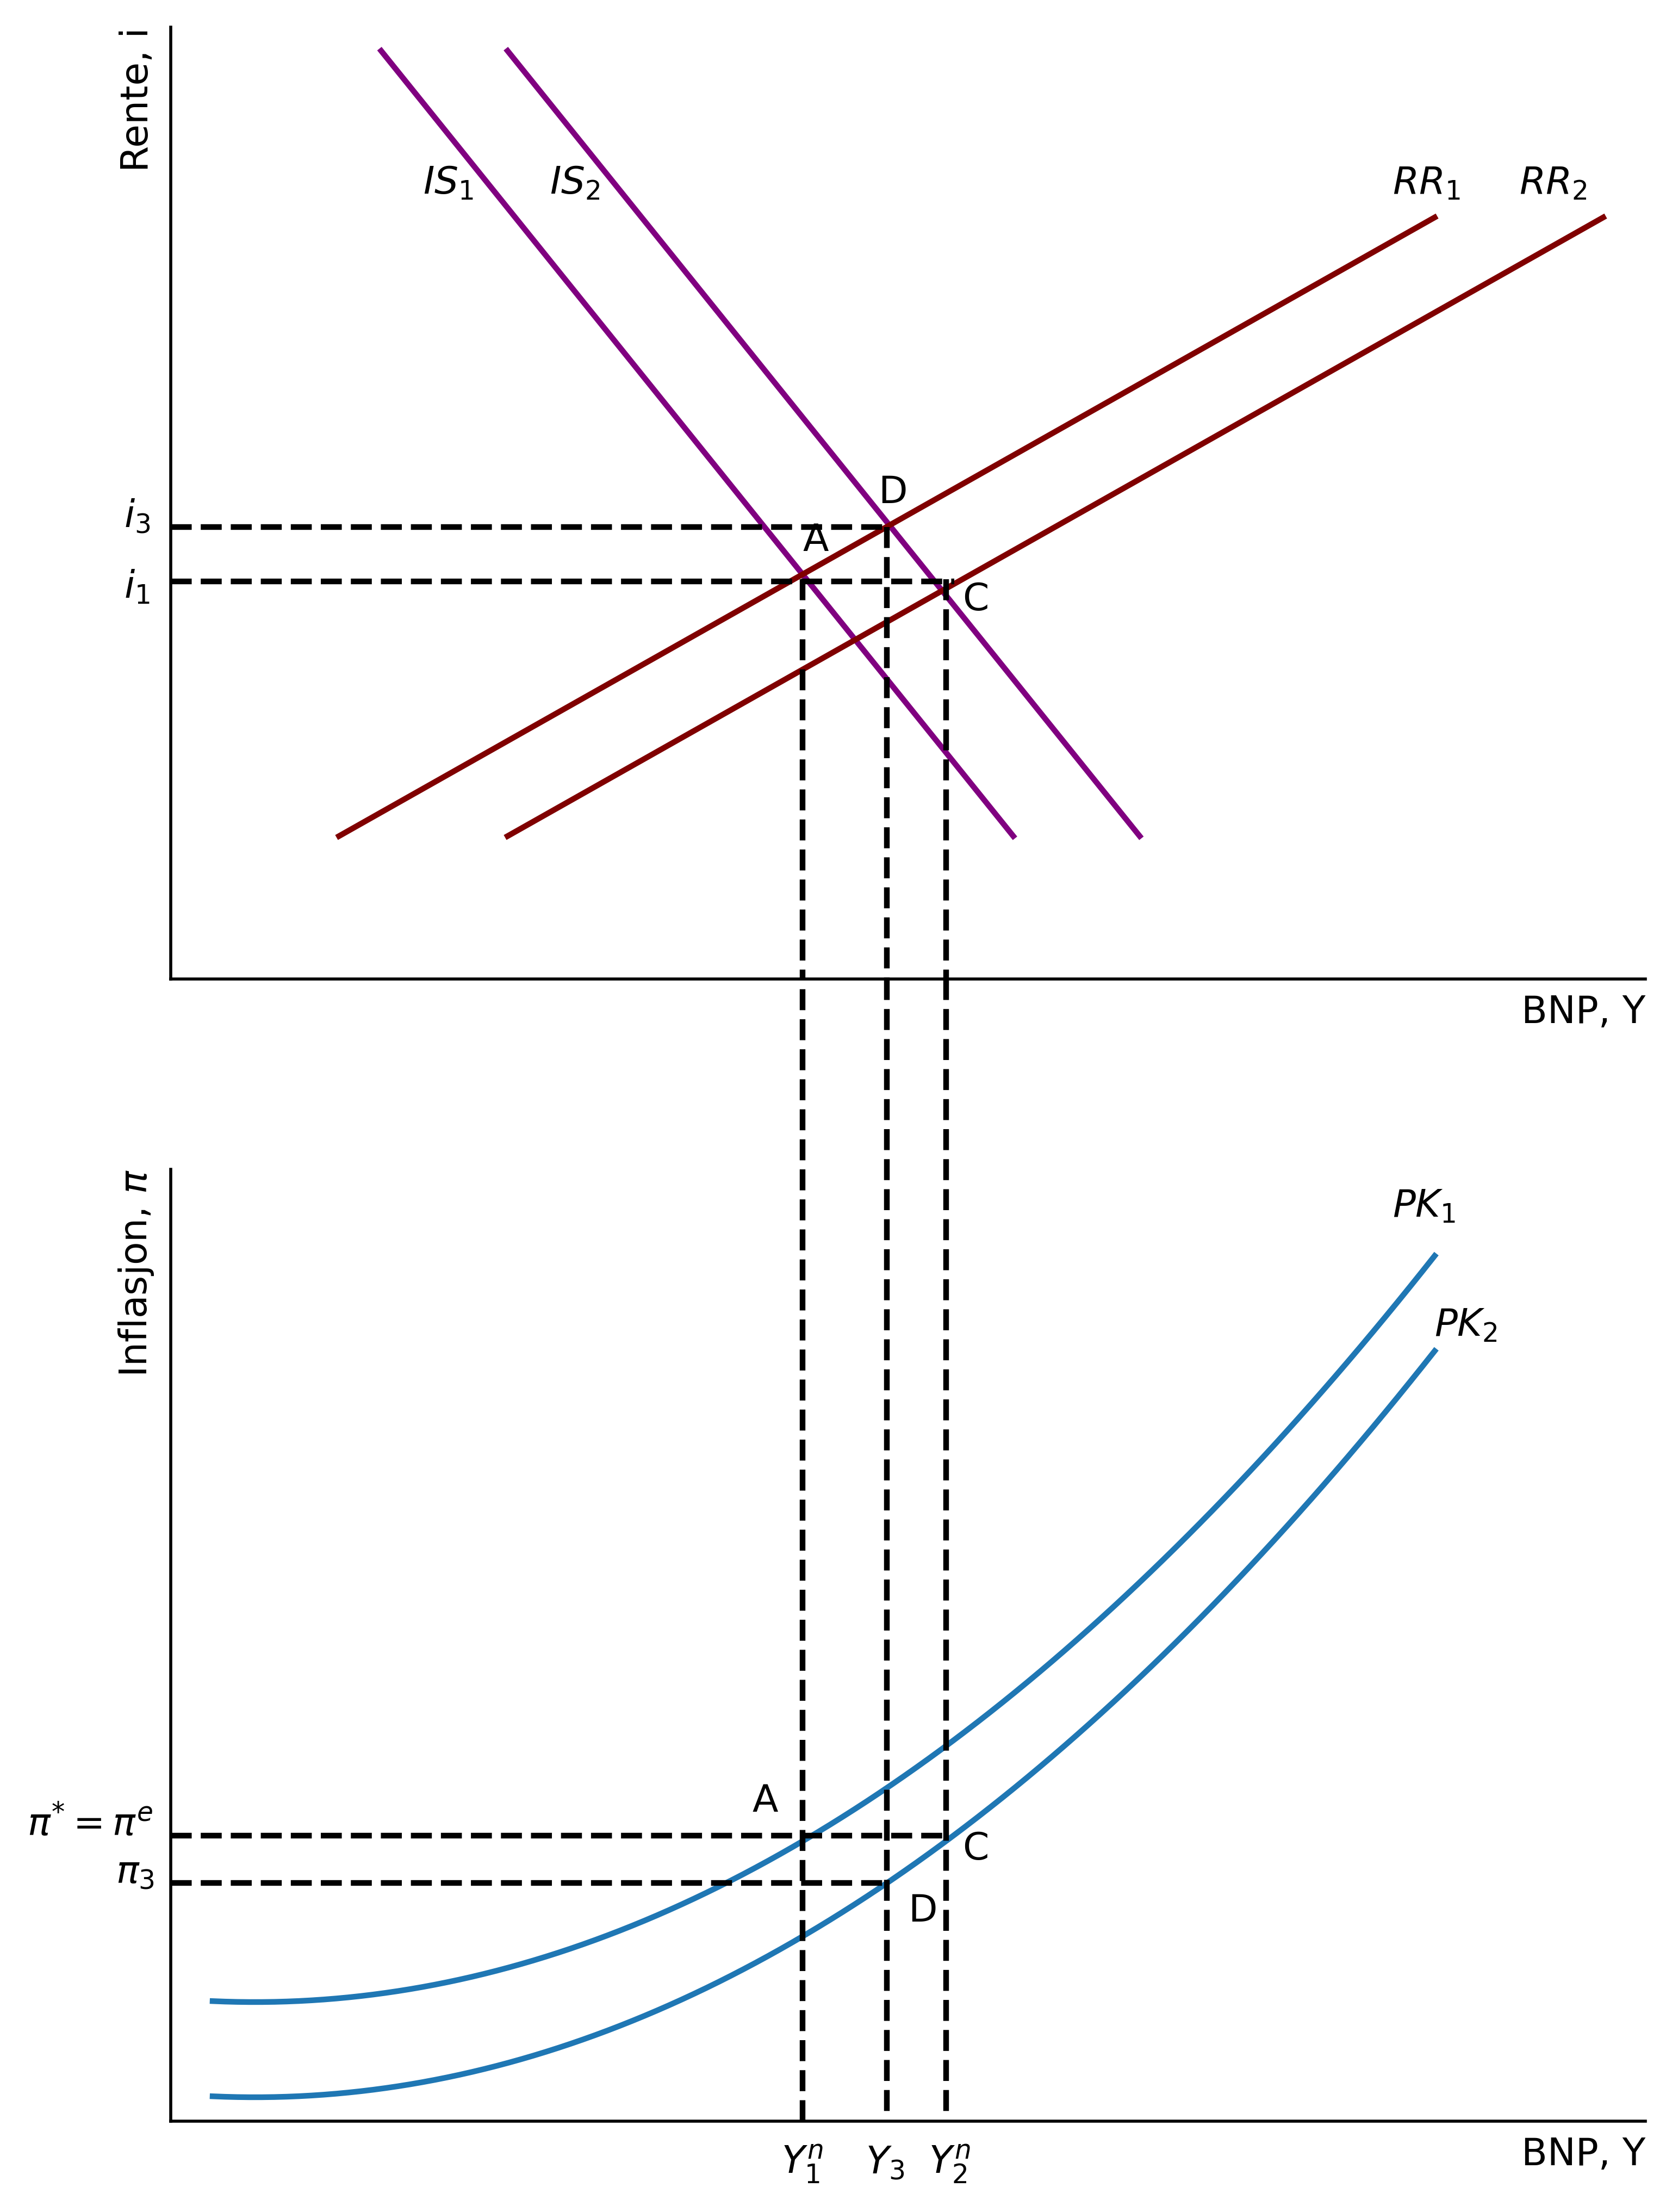 Rente, i
IS₁
IS₂
RR₁
RR₂
D
i₃
A
i₁
C
BNP, Y
Inflasjon, π
PK₁
PK₂
A
π* = πᵉ
C
π₃
D
Y₁ⁿ
Y₃
Y₂ⁿ
BNP, Y